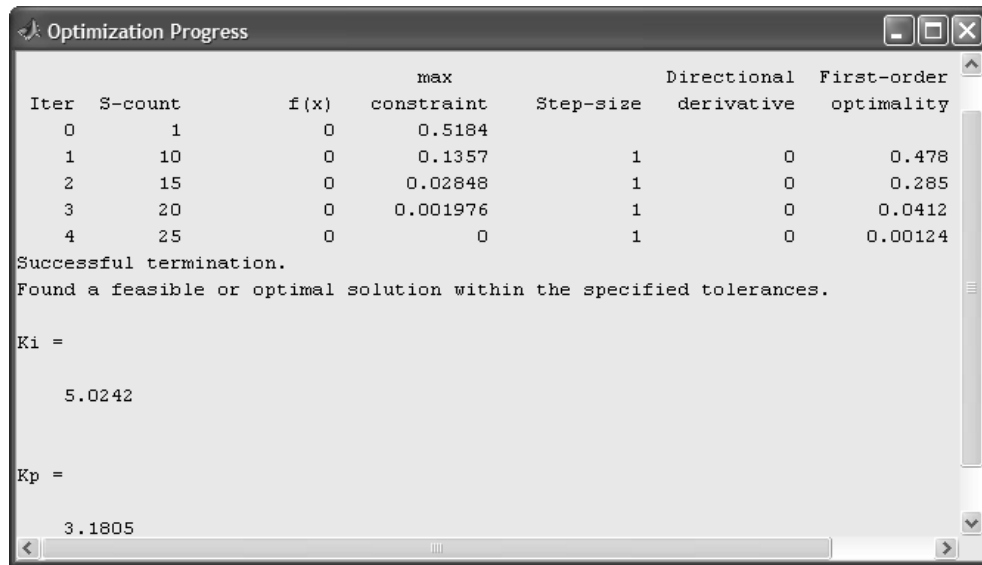 Optimization Progress
max Directional First-order
Iter S-count f(x) constraint Step-size derivative optimality
0 1 0 0.5184
1 10 0 0.1357 1 0 0.478
2 15 0 0.02848 1 0 0.285
3 20 0 0.001976 1 0 0.0412
4 25 0 0 1 0 0.00124
Successful termination.
Found a feasible or optimal solution within the specified tolerances.
Ki =
5.0242
Kp =
3.1805